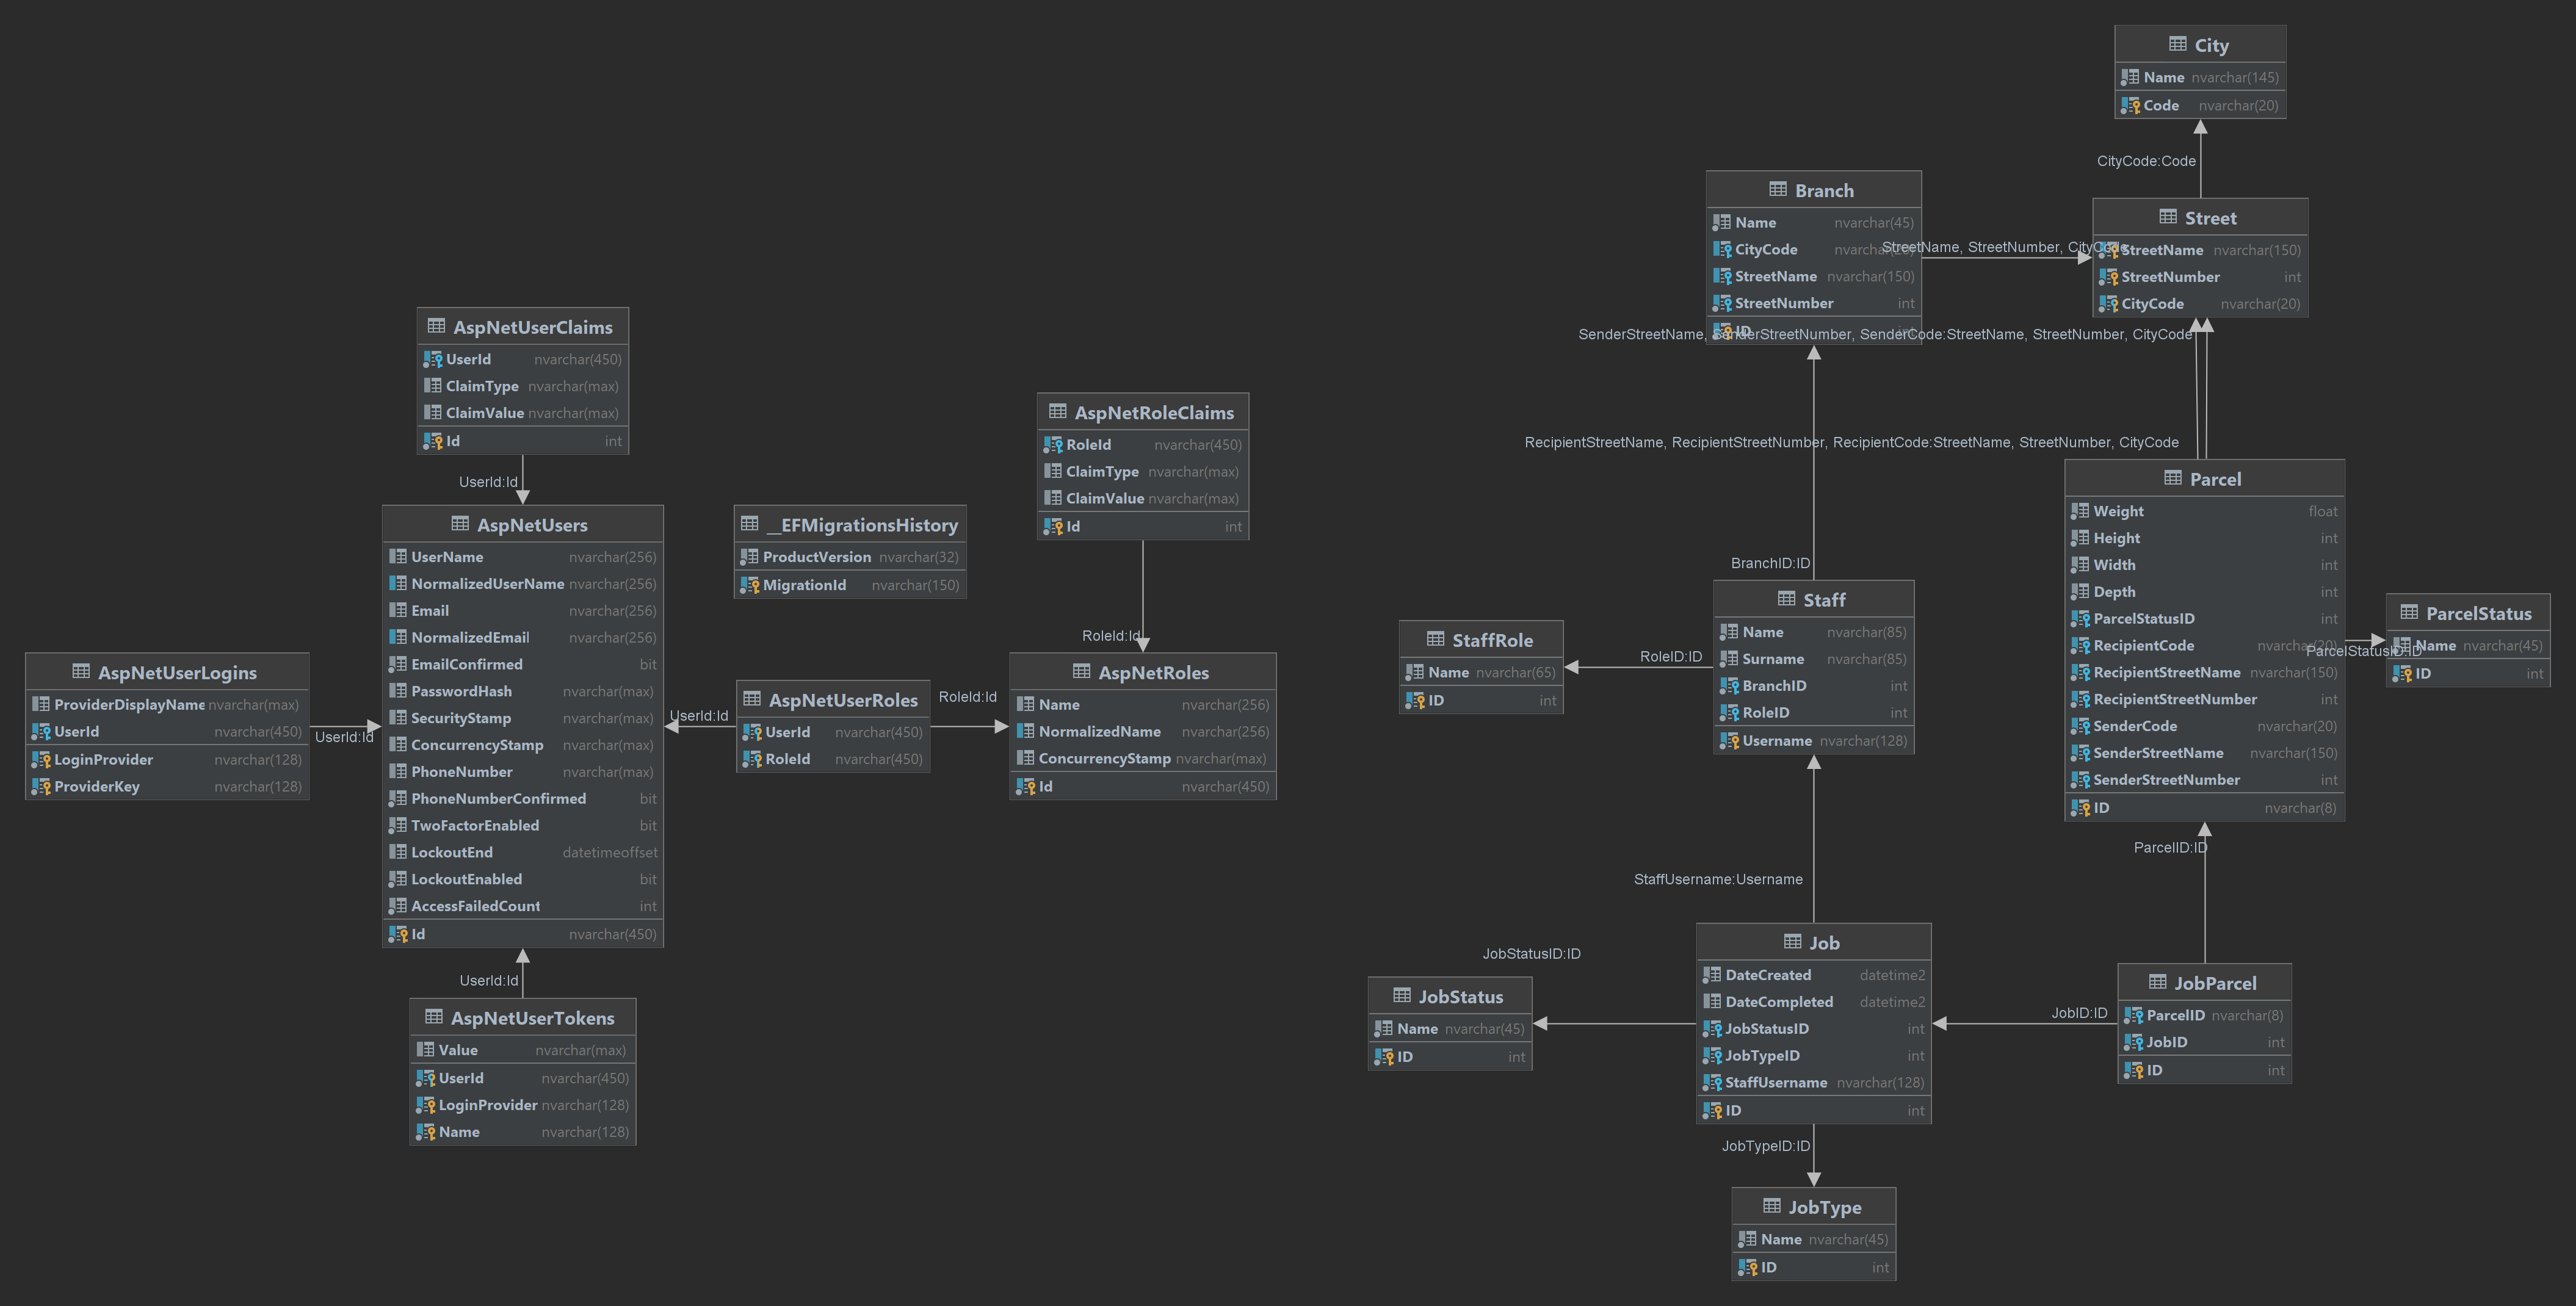 City
Name nvarchar(145)
Code nvarchar(20)
CityCode:Code
Branch
Name nvarchar(45)
CityCode nvarchar(20)
StreetName nvarchar(150)
StreetNumber int
ID int
StreetName, StreetNumber, CityCode
Street
StreetName nvarchar(150)
StreetNumber int
CityCode nvarchar(20)
SenderStreetName, SenderStreetNumber, SenderCode:StreetName, StreetNumber, CityCode
RecipientStreetName, RecipientStreetNumber, RecipientCode:StreetName, StreetNumber, CityCode
AspNetUserClaims
UserId nvarchar(450)
ClaimType nvarchar(max)
ClaimValue nvarchar(max)
Id int
UserId:Id
AspNetRoleClaims
RoleId nvarchar(450)
ClaimType nvarchar(max)
ClaimValue nvarchar(max)
Id int
RoleId:Id
AspNetUsers
UserName nvarchar(256)
NormalizedUserName nvarchar(256)
Email nvarchar(256)
NormalizedEmail nvarchar(256)
EmailConfirmed bit
PasswordHash nvarchar(max)
SecurityStamp nvarchar(max)
ConcurrencyStamp nvarchar(max)
PhoneNumber nvarchar(max)
PhoneNumberConfirmed bit
TwoFactorEnabled bit
LockoutEnd datetimeoffset
LockoutEnabled bit
AccessFailedCount int
Id nvarchar(450)
__EFMigrationsHistory
ProductVersion nvarchar(32)
MigrationId nvarchar(150)
AspNetUserLogins
ProviderDisplayName nvarchar(max)
UserId nvarchar(450)
LoginProvider nvarchar(128)
ProviderKey nvarchar(128)
UserId:Id
AspNetUserRoles
UserId nvarchar(450)
RoleId nvarchar(450)
UserId:Id
RoleId:Id
AspNetRoles
Name nvarchar(256)
NormalizedName nvarchar(256)
ConcurrencyStamp nvarchar(max)
Id nvarchar(450)
UserId:Id
AspNetUserTokens
Value nvarchar(max)
UserId nvarchar(450)
LoginProvider nvarchar(128)
Name nvarchar(128)
Parcel
Weight float
Height int
Width int
Depth int
ParcelStatusID int
RecipientCode nvarchar(20)
RecipientStreetName nvarchar(150)
RecipientStreetNumber int
SenderCode nvarchar(20)
SenderStreetName nvarchar(150)
SenderStreetNumber int
ID nvarchar(8)
ParcelStatusID:ID
ParcelStatus
Name nvarchar(45)
ID int
BranchID:ID
Staff
Name nvarchar(85)
Surname nvarchar(85)
BranchID int
RoleID int
Username nvarchar(128)
RoleID:ID
StaffRole
Name nvarchar(65)
ID int
StaffUsername:Username
ParcelID:ID
Job
DateCreated datetime2
DateCompleted datetime2
JobStatusID int
JobTypeID int
StaffUsername nvarchar(128)
ID int
JobStatusID:ID
JobStatus
Name nvarchar(45)
ID int
JobID:ID
JobParcel
ParcelID nvarchar(8)
JobID int
ID int
JobTypeID:ID
JobType
Name nvarchar(45)
ID int